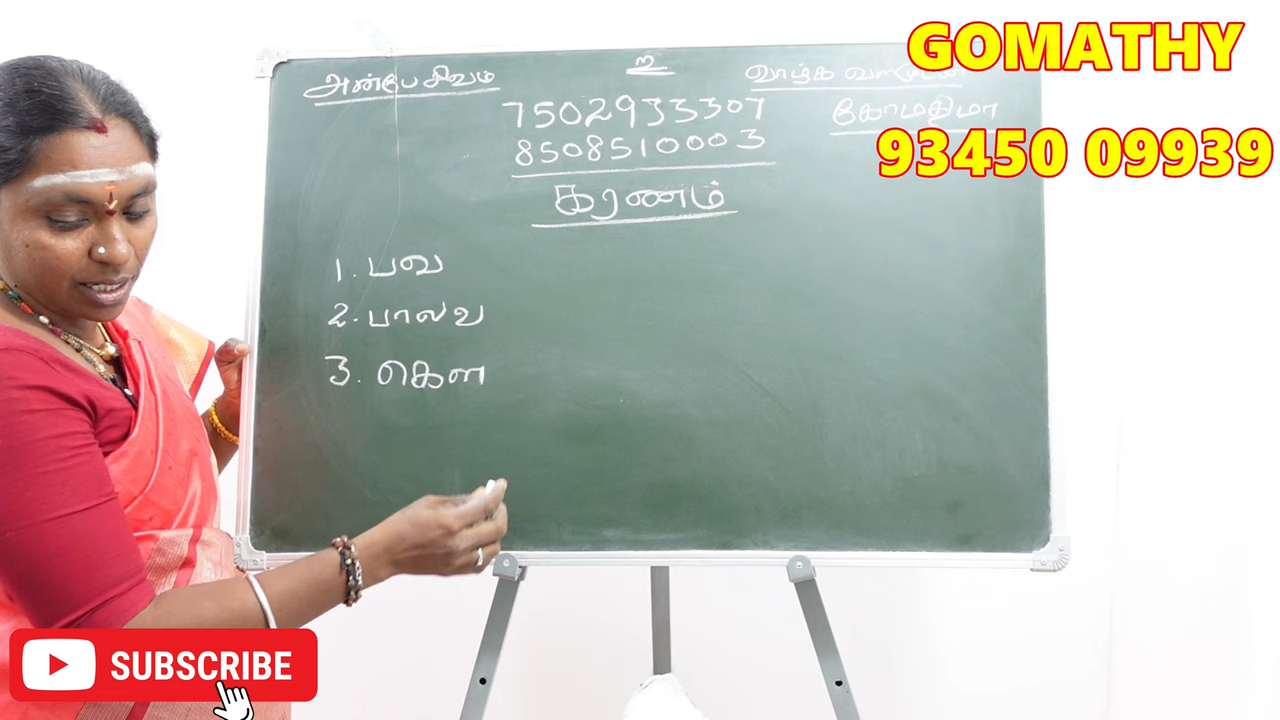 GOMATHY
93450 09939
அன்பே சிவம்
உ
வாழ்க வளமுடன்
7502933307
கோமதிமா
8508510003
கரணம்
1. பவ
2. பாலவ
3. கௌ
SUBSCRIBE